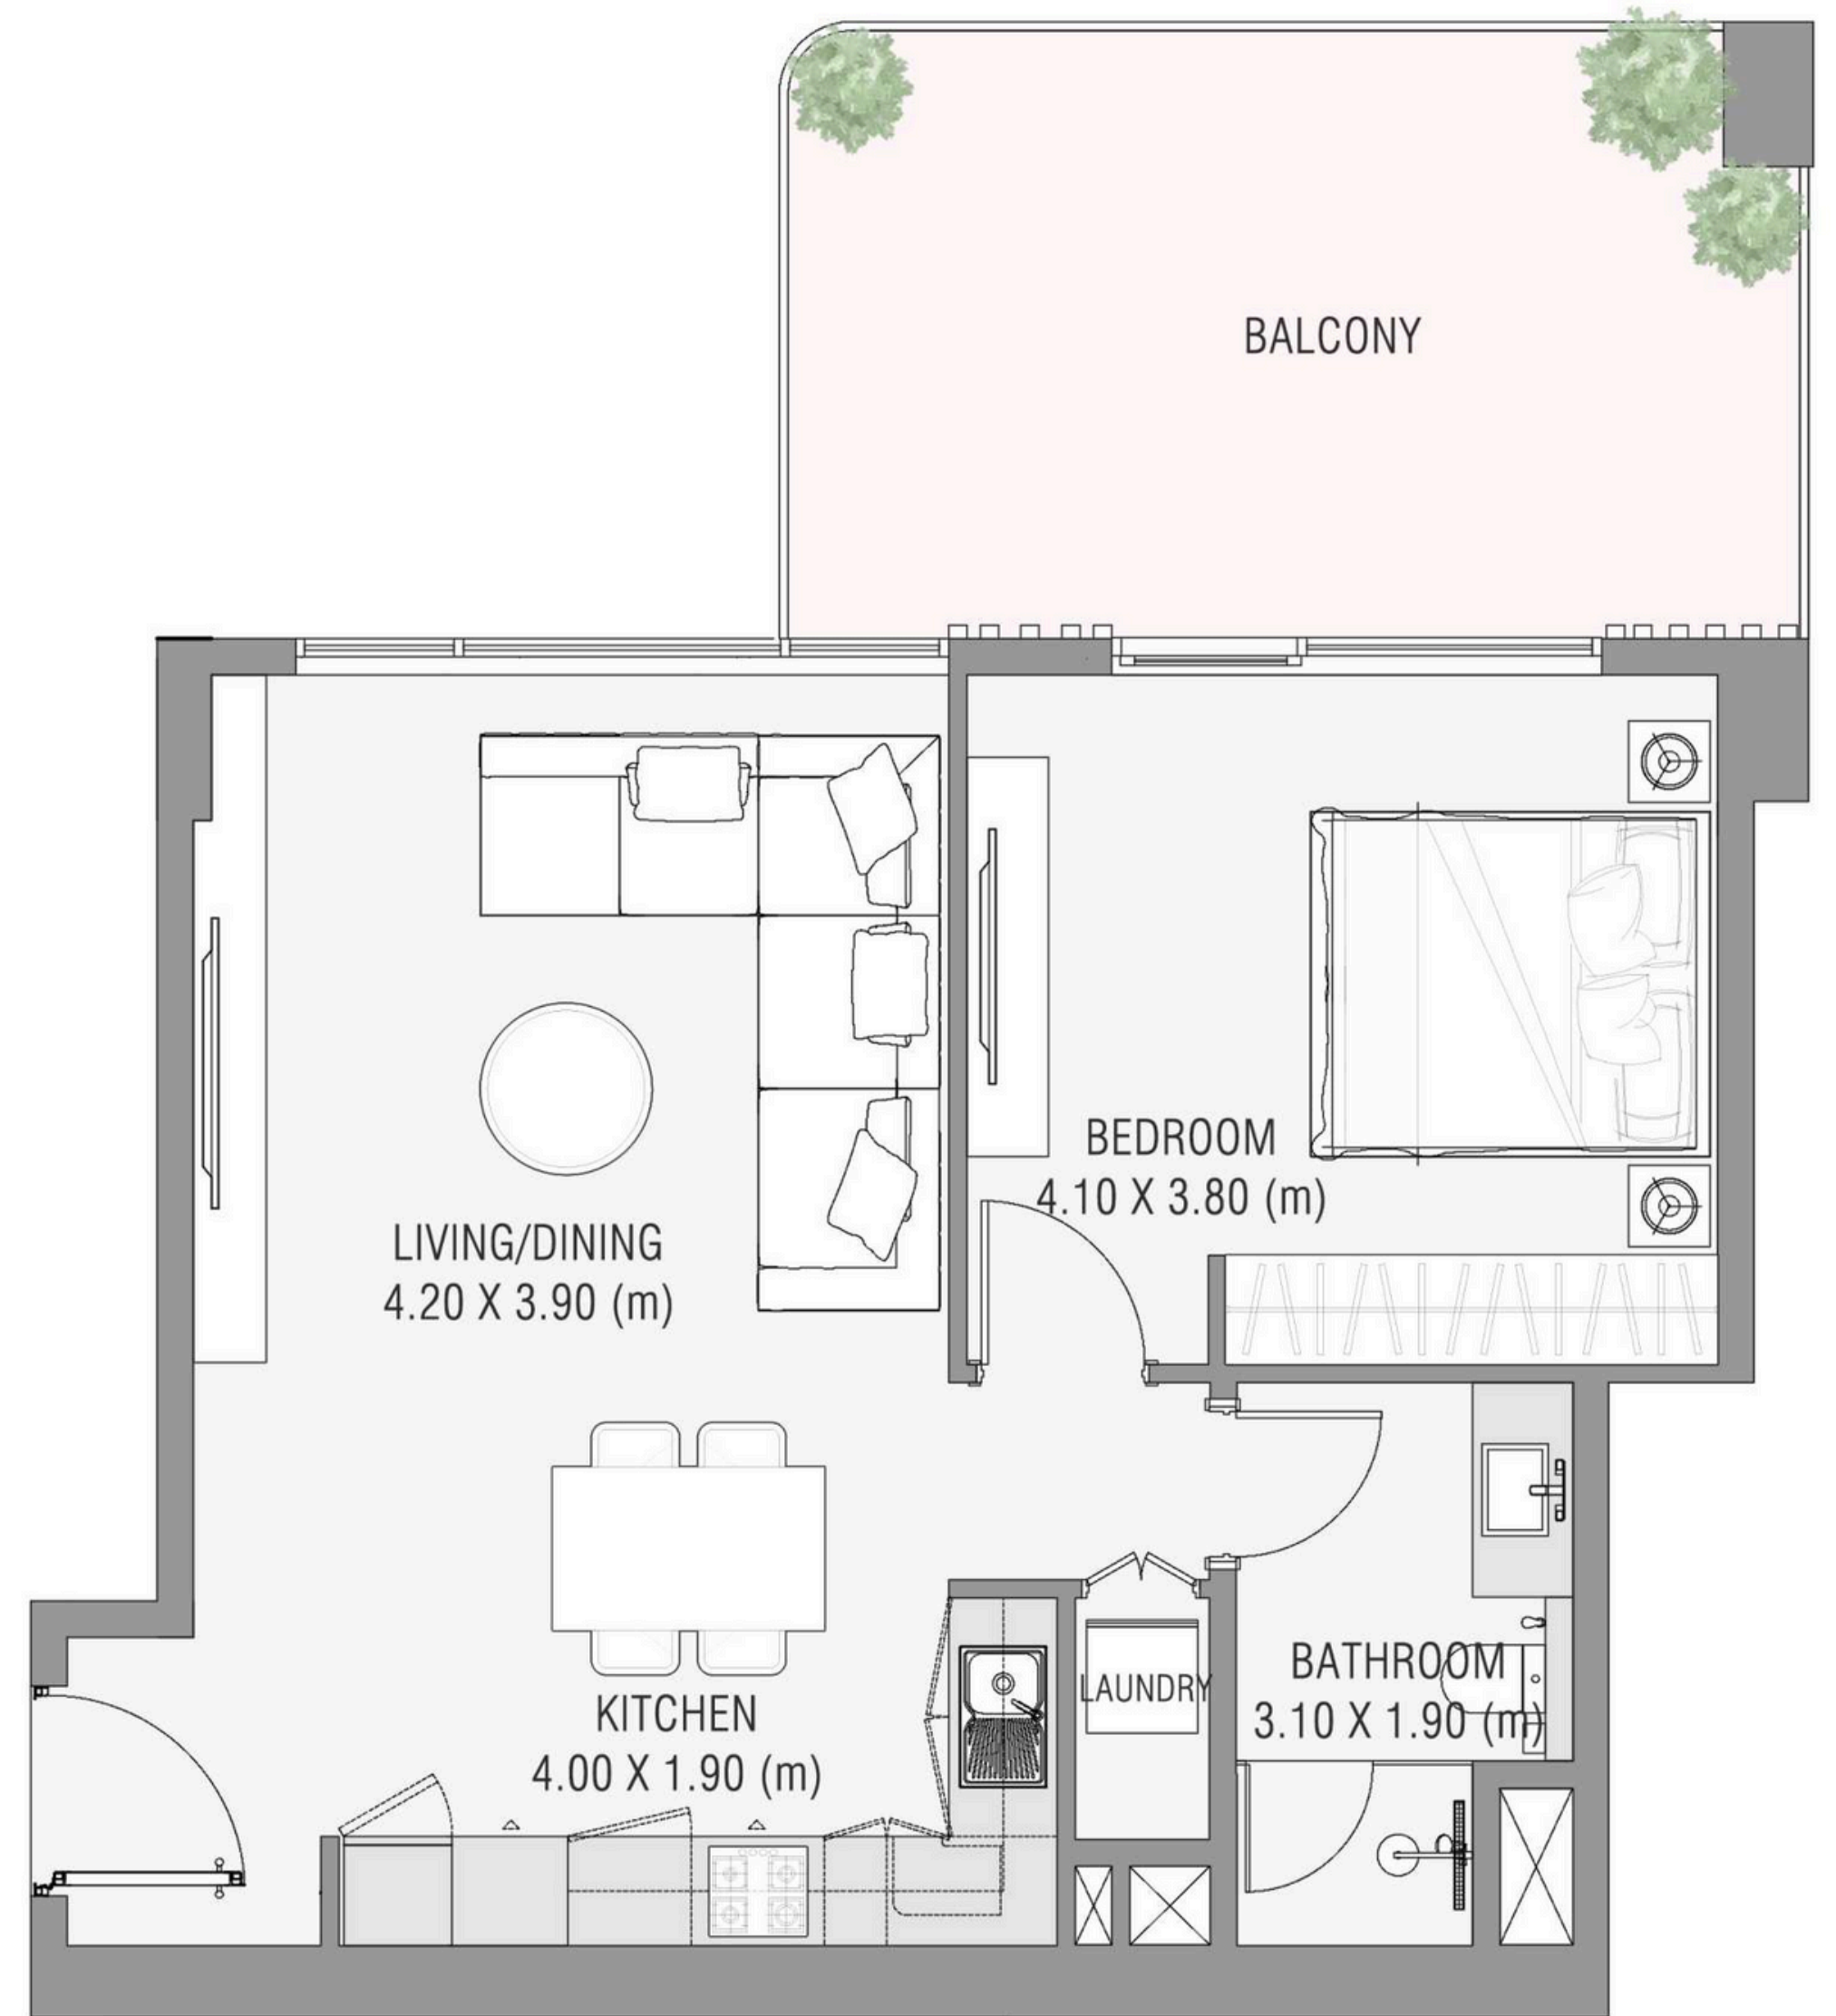 BALCONY
BEDROOM
4.10 X 3.80 (m)
LIVING/DINING
4.20 X 3.90 (m)
KITCHEN
4.00 X 1.90 (m)
LAUNDRY
BATHROOM
3.10 X 1.90 (m)